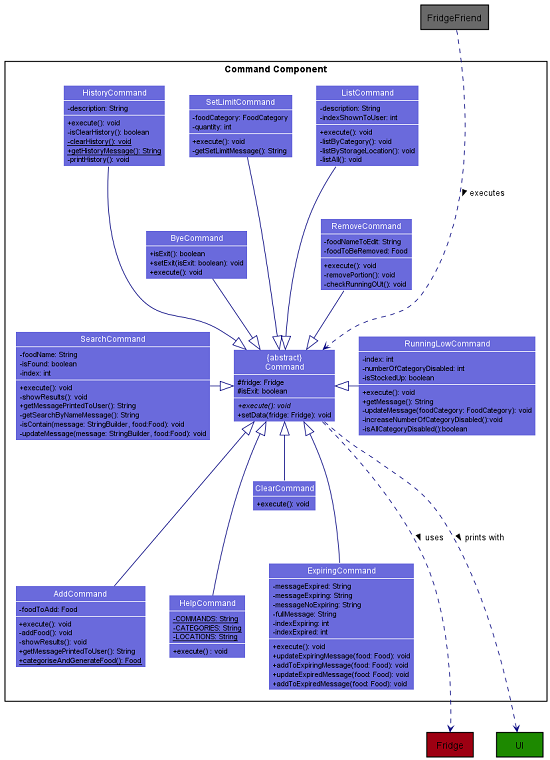 FridgeFriend
Command Component
HistoryCommand
-description: String
+execute(): void
-isClearHistory(): boolean
-clearHistory(): void
+getHistoryMessage(): String
-printHistory(): void
SetLimitCommand
-foodCategory: FoodCategory
-quantity: int
+execute(): void
-getSetLimitMessage(): String
ListCommand
-description: String
-indexShownToUser: int
+execute(): void
-listByCategory(): void
-listByStorageLocation(): void
-listAll(): void
executes
ByeCommand
+isExit(): boolean
+setExit(isExit: boolean): void
+execute(): void
RemoveCommand
-foodNameToEdit: String
-foodToBeRemoved: Food
+execute(): void
-removePortion(): void
-checkRunningOUt(): void
SearchCommand
-foodName: String
-isFound: boolean
-index: int
+execute(): void
-showResults(): void
+getMessagePrintedToUser(): String
-getSearchByNameMessage(): String
-isContain(message: StringBuilder, food:Food): void
-updateMessage(message: StringBuilder, food:Food): void
{abstract}
Command
#fridge: Fridge
#isExit: boolean
+execute(): void
+setData(fridge: Fridge): void
RunningLowCommand
-index: int
-numberOfCategoryDisabled: int
-isStockedUp: boolean
+execute(): void
+getMessage(): String
-updateMessage(foodCategory: FoodCategory): void
-increaseNumberOfCategoryDisabled():void
-isAllCategoryDisabled():boolean
ClearCommand
+execute(): void
uses
prints with
AddCommand
-foodToAdd: Food
+execute(): void
-addFood(): void
-showResults(): void
+getMessagePrintedToUser(): String
+categoriseAndGenerateFood(): Food
HelpCommand
-COMMANDS: String
-CATEGORIES: String
-LOCATIONS: String
+execute() : void
ExpiringCommand
-messageExpired: String
-messageExpiring: String
-messageNoExpiring: String
-fullMessage: String
-indexExpiring: int
-indexExpired: int
+execute(): void
+updateExpiringMessage(food: Food): void
+addToExpiringMessage(food: Food): void
+updateExpiredMessage(food: Food): void
+addToExpiredMessage(food: Food): void
Fridge
UI